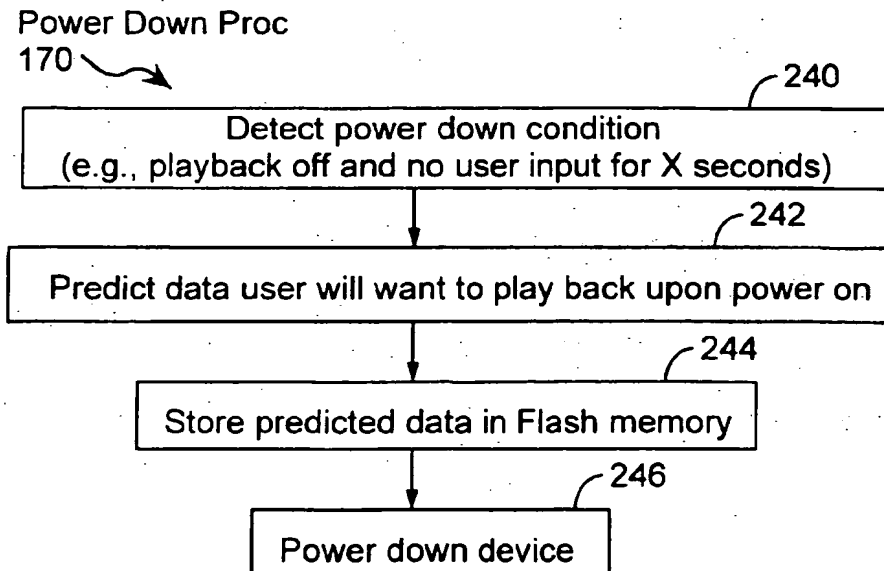 Power Down Proc
170
240
Detect power down condition
(e.g., playback off and no user input for X seconds)
242
Predict data user will want to play back upon power on
244
Store predicted data in Flash memory
246
Power down device